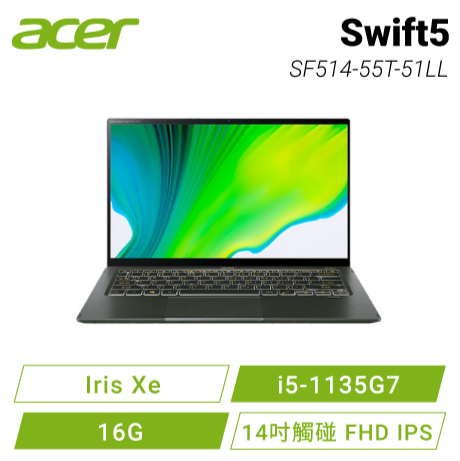 acer
Swift5
SF514-55T-51LL
Iris Xe
i5-1135G7
16G
14吋觸碰 FHD IPS